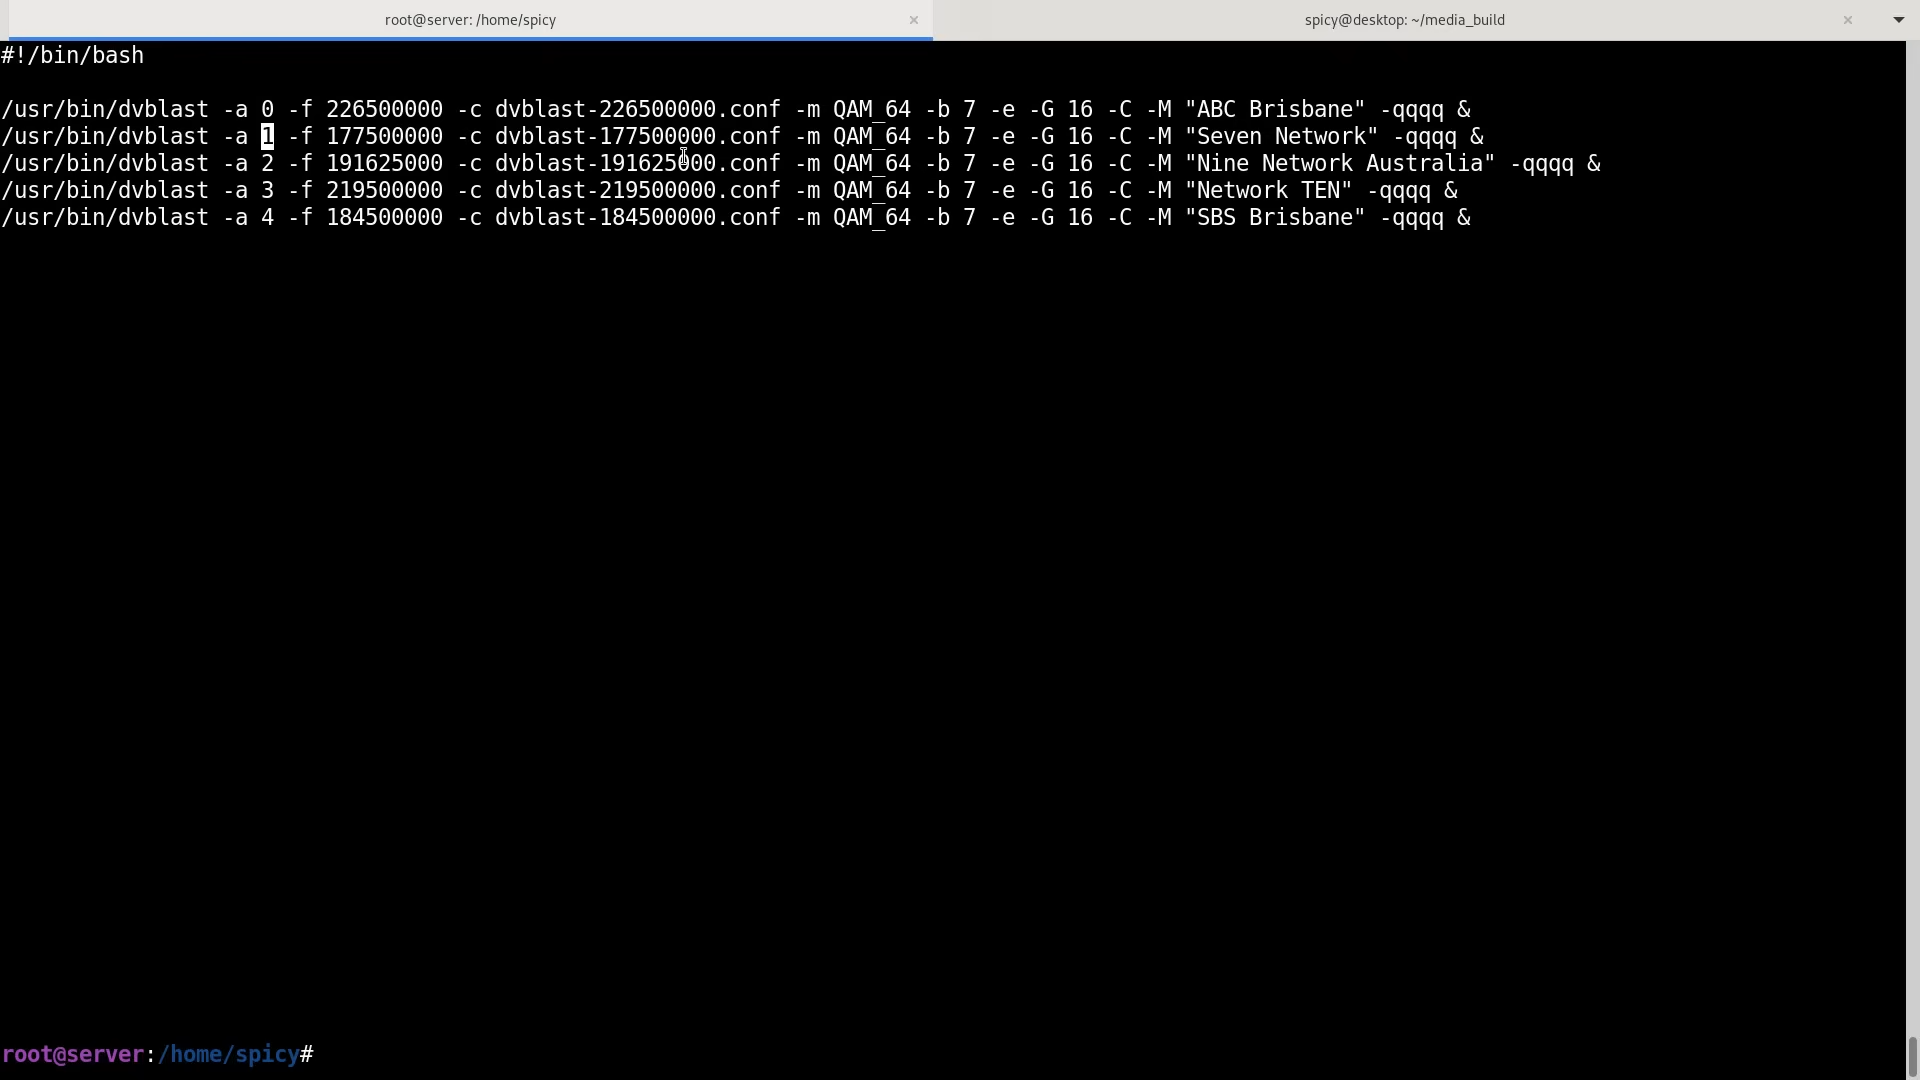 root@server: /home/spicy × spicy@desktop: ~/media_build ×
#!/bin/bash
/usr/bin/dvblast -a 0 -f 226500000 -c dvblast-226500000.conf -m QAM_64 -b 7 -e -G 16 -C -M "ABC Brisbane" -qqqq &
/usr/bin/dvblast -a 1 -f 177500000 -c dvblast-177500000.conf -m QAM_64 -b 7 -e -G 16 -C -M "Seven Network" -qqqq &
/usr/bin/dvblast -a 2 -f 191625000 -c dvblast-191625000.conf -m QAM_64 -b 7 -e -G 16 -C -M "Nine Network Australia" -qqqq &
/usr/bin/dvblast -a 3 -f 219500000 -c dvblast-219500000.conf -m QAM_64 -b 7 -e -G 16 -C -M "Network TEN" -qqqq &
/usr/bin/dvblast -a 4 -f 184500000 -c dvblast-184500000.conf -m QAM_64 -b 7 -e -G 16 -C -M "SBS Brisbane" -qqqq &
root@server:/home/spicy#